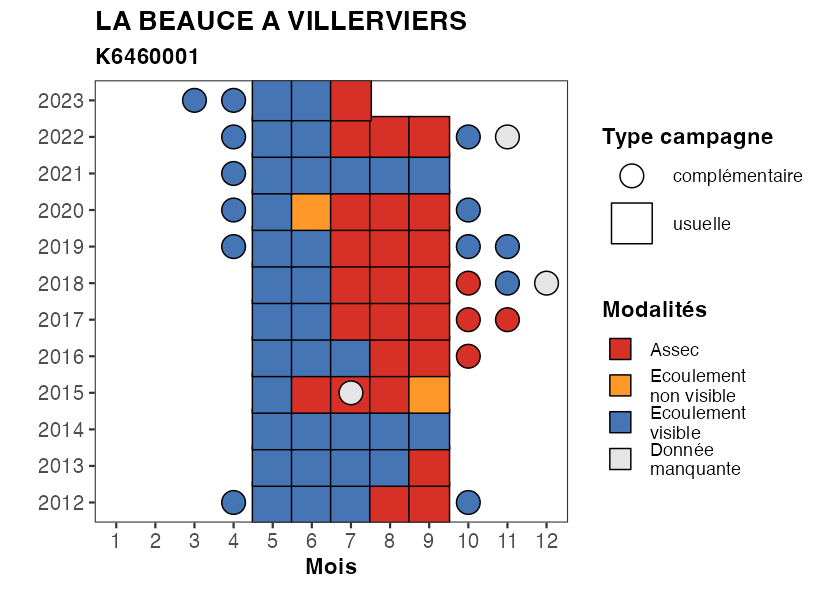 LA BEAUCE A VILLERVIERS
K6460001
2023
2022
2021
2020
2019
2018
2017
2016
2015
2014
2013
2012
1 2 3 4 5 6 7 8 9 10 11 12
Mois
Type campagne
complémentaire
usuelle
Modalités
Assec
Ecoulement
non visible
Ecoulement
visible
Donnée
manquante